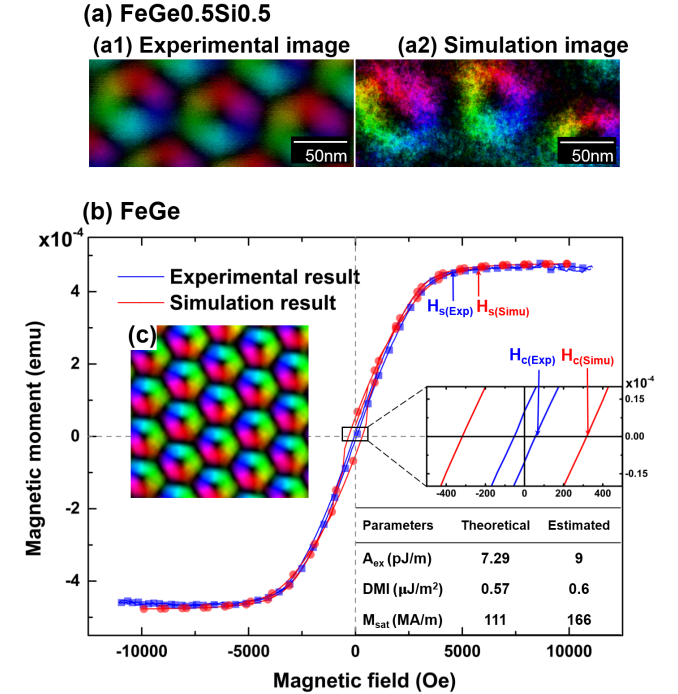 (a) FeGe0.5Si0.5
(a1) Experimental image
(a2) Simulation image
50nm
50nm
(b) FeGe
x10-4
Experimental result
Simulation result
Hs(Exp) Hs(Simu)
(c)
Hc(Exp) Hc(Simu)
x10-4
0.15
0.00
-0.15
-400 -200 0 200 400
4
2
0
-2
-4
Magnetic moment (emu)
Parameters Theoretical Estimated
Aex (pJ/m) 7.29 9
DMI (μJ/m2) 0.57 0.6
Msat (MA/m) 111 166
-10000 -5000 0 5000 10000
Magnetic field (Oe)